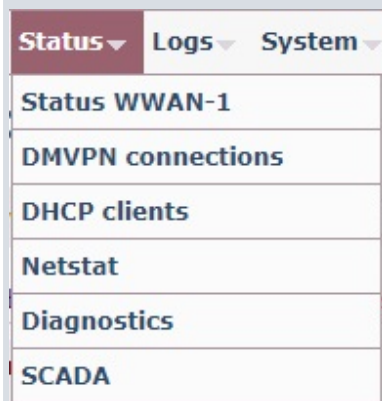 Status Logs System
Status WWAN-1
DMVPN connections
DHCP clients
Netstat
Diagnostics
SCADA